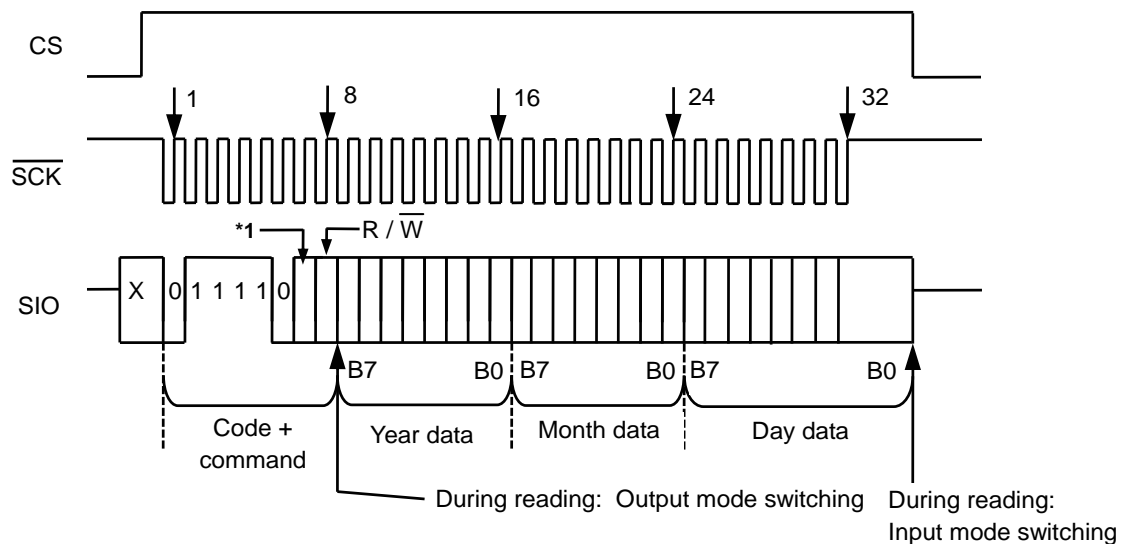 CS
1 8 16 24 32
SCK
*1 R / W
SIO
X 0 1 1 1 1 0
B7 B0 B7 B0 B7 B0
Code +
command
Year data Month data Day data
During reading: Output mode switching
During reading:
Input mode switching